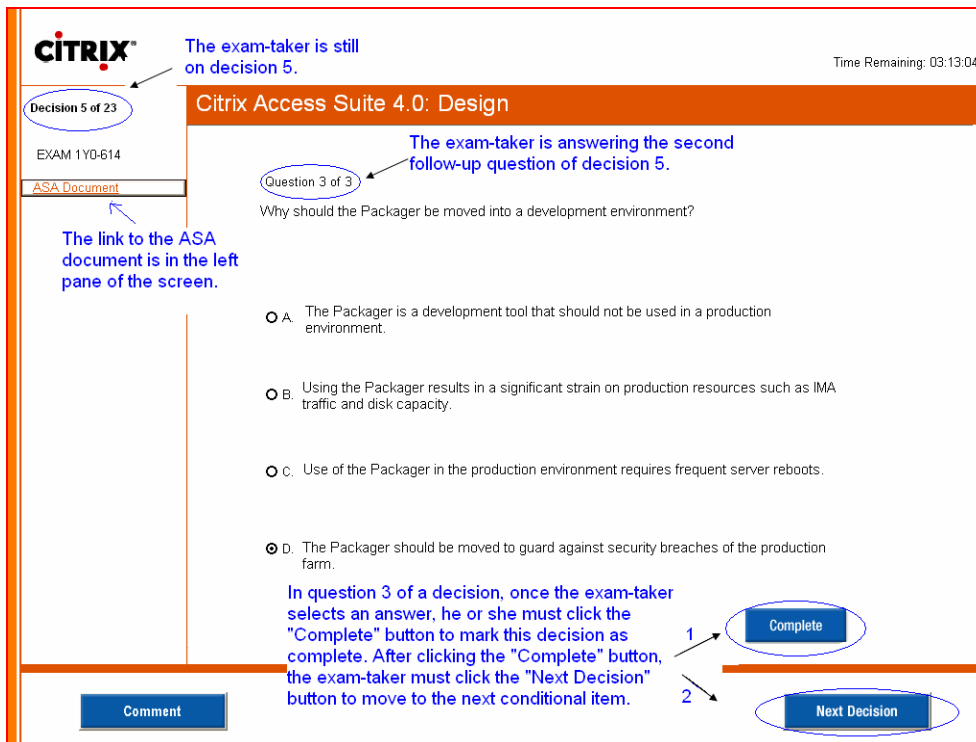 CİTRIX
The exam-taker is still
on decision 5.
Time Remaining: 03:13:04
Decision 5 of 23
Citrix Access Suite 4.0: Design
EXAM 1Y0-614
The exam-taker is answering the second
follow-up question of decision 5.
Question 3 of 3
ASA Document
Why should the Packager be moved into a development environment?
The link to the ASA
document is in the left
pane of the screen.
A. The Packager is a development tool that should not be used in a production
environment.
B. Using the Packager results in a significant strain on production resources such as IMA
traffic and disk capacity.
C. Use of the Packager in the production environment requires frequent server reboots.
D. The Packager should be moved to guard against security breaches of the production
farm.
In question 3 of a decision, once the exam-taker
selects an answer, he or she must click the
"Complete" button to mark this decision as
complete. After clicking the "Complete" button,
the exam-taker must click the "Next Decision"
button to move to the next conditional item.
1
Complete
2
Comment
Next Decision